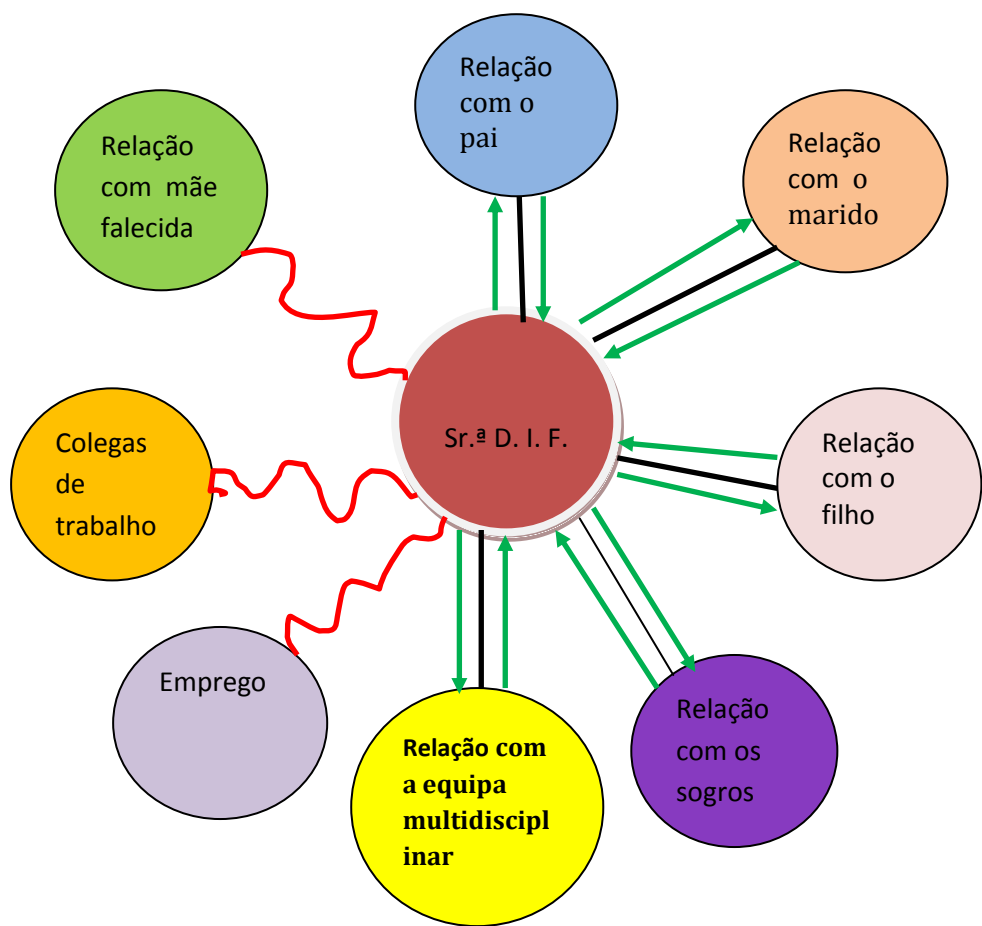 Relação
com o
pai
Relação
com o
marido
Relação
com mãe
falecida
Sr.ª D. I. F.
Relação
com o
filho
Colegas
de
trabalho
Emprego
Relação com
a equipa
multidiscipl
inar
Relação
com os
sogros